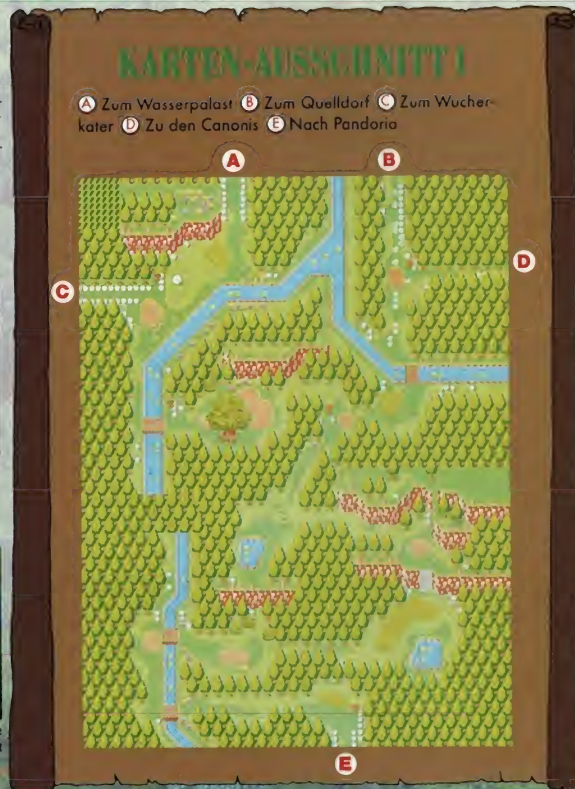 KARTEN-AUSSCHNITT 1
A Zum Wasserpalast B Zum Quelldorf C Zum Wucher-
kater D Zu den Canonis E Nach Pandoria
A
B
C
D
E